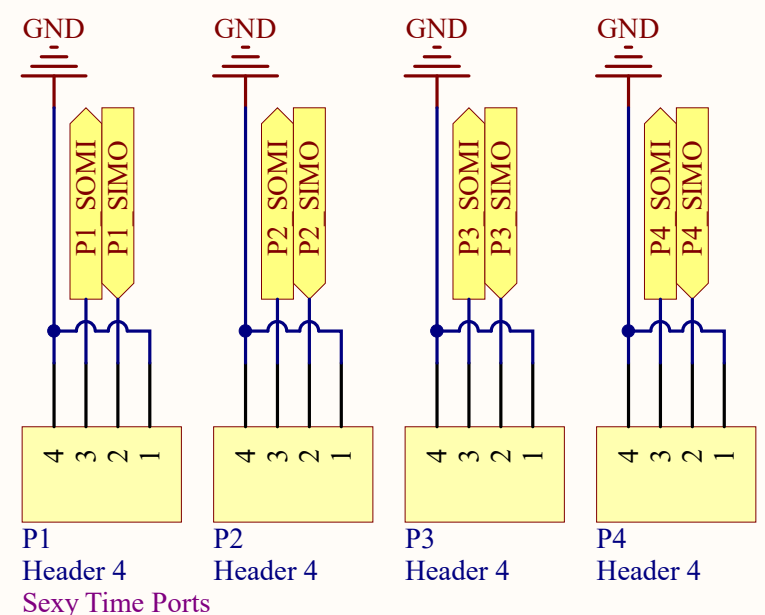 GND GND GND GND
P1_SOMI P1_SIMO P2_SOMI P2_SIMO P3_SOMI P3_SIMO P4_SOMI P4_SIMO
4 3 2 1 4 3 2 1 4 3 2 1 4 3 2 1
P1 P2 P3 P4
Header 4 Header 4 Header 4 Header 4
Sexy Time Ports